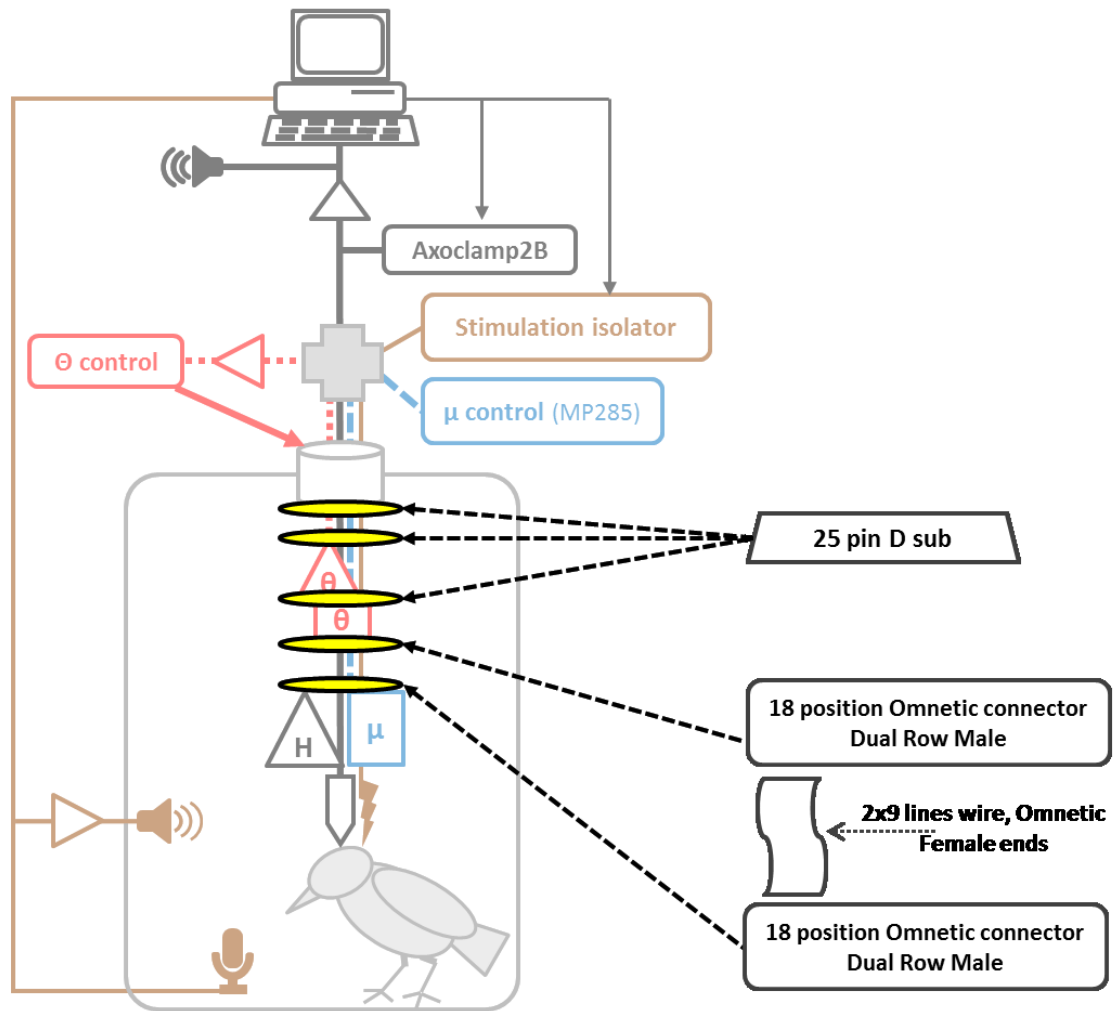 Axoclamp2B
Stimulation isolator
Θ control
μ control (MP285)
25 pin D sub
θ
θ
18 position Omnetic connector
Dual Row Male
H
μ
2x9 lines wire, Omnetic
Female ends
18 position Omnetic connector
Dual Row Male